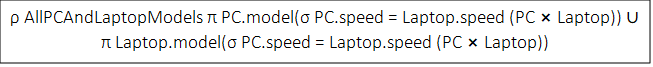 ρ AllPCAndLaptopModels π PC.model(σ PC.speed = Laptop.speed (PC × Laptop)) ∪
π Laptop.model(σ PC.speed = Laptop.speed (PC × Laptop))